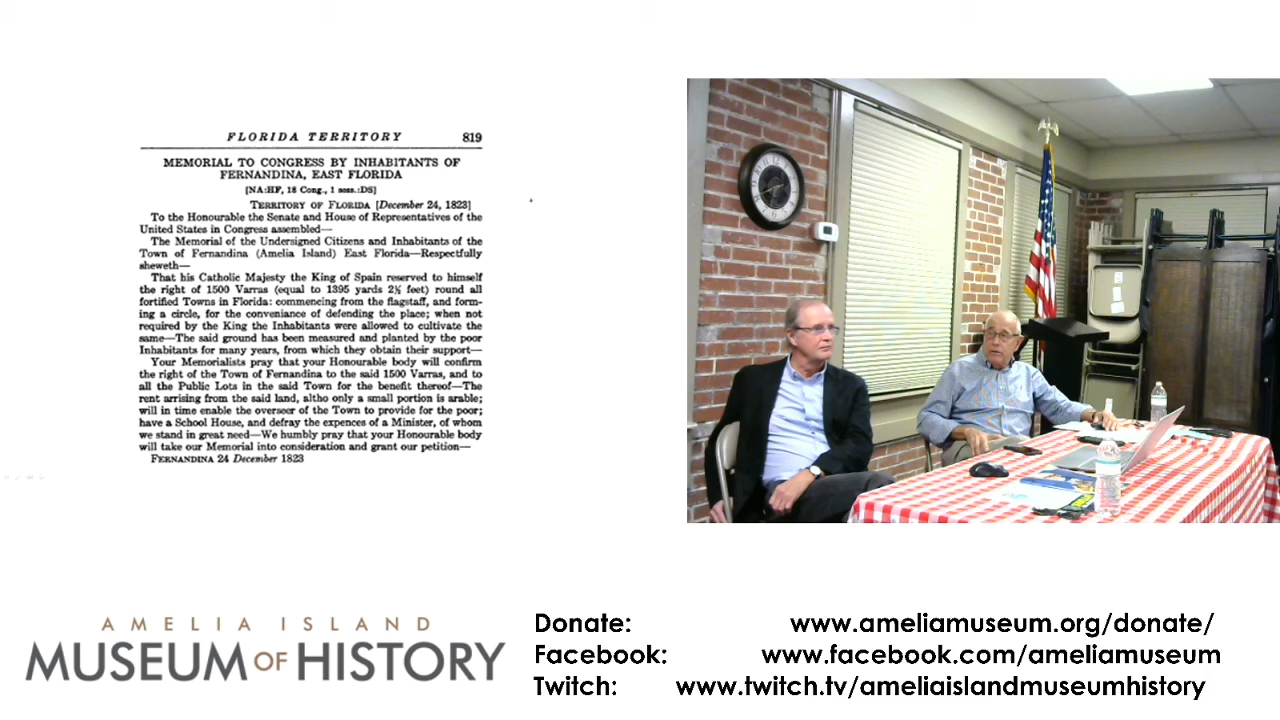 FLORIDA TERRITORY 819
MEMORIAL TO CONGRESS BY INHABITANTS OF
FERNANDINA, EAST FLORIDA
[NA:HF, 18 Cong., 1 sess.:DS]
TERRITORY OF FLORIDA [December 24, 1823]
To the Honourable the Senate and House of Representatives of the
United States in Congress assembled—
The Memorial of the Undersigned Citizens and Inhabitants of the
Town of Fernandina (Amelia Island) East Florida—Respectfully
sheweth—
That his Catholic Majesty the King of Spain reserved to himself
the right of 1500 Varras (equal to 1395 yards 2½ feet) round all
fortified Towns in Florida: commencing from the flagstaff, and form-
ing a circle, for the conveniance of defending the place; when not
required by the King the Inhabitants were allowed to cultivate the
same—The said ground has been measured and planted by the poor
Inhabitants for many years, from which they obtain their support—
Your Memorialists pray that your Honourable body will confirm
the right of the Town of Fernandina to the said 1500 Varras, and to
all the Public Lots in the said Town for the benefit thereof—The
rent arrising from the said land, altho only a small portion is arable;
will in time enable the overseer of the Town to provide for the poor;
have a School House, and defray the expences of a Minister, of whom
we stand in great need—We humbly pray that your Honourable body
will take our Memorial into consideration and grant our petition—
FERNANDINA 24 December 1823
AMELIA ISLAND
MUSEUM OF HISTORY
Donate: www.ameliamuseum.org/donate/
Facebook: www.facebook.com/ameliamuseum
Twitch: www.twitch.tv/ameliaislandmuseumhistory